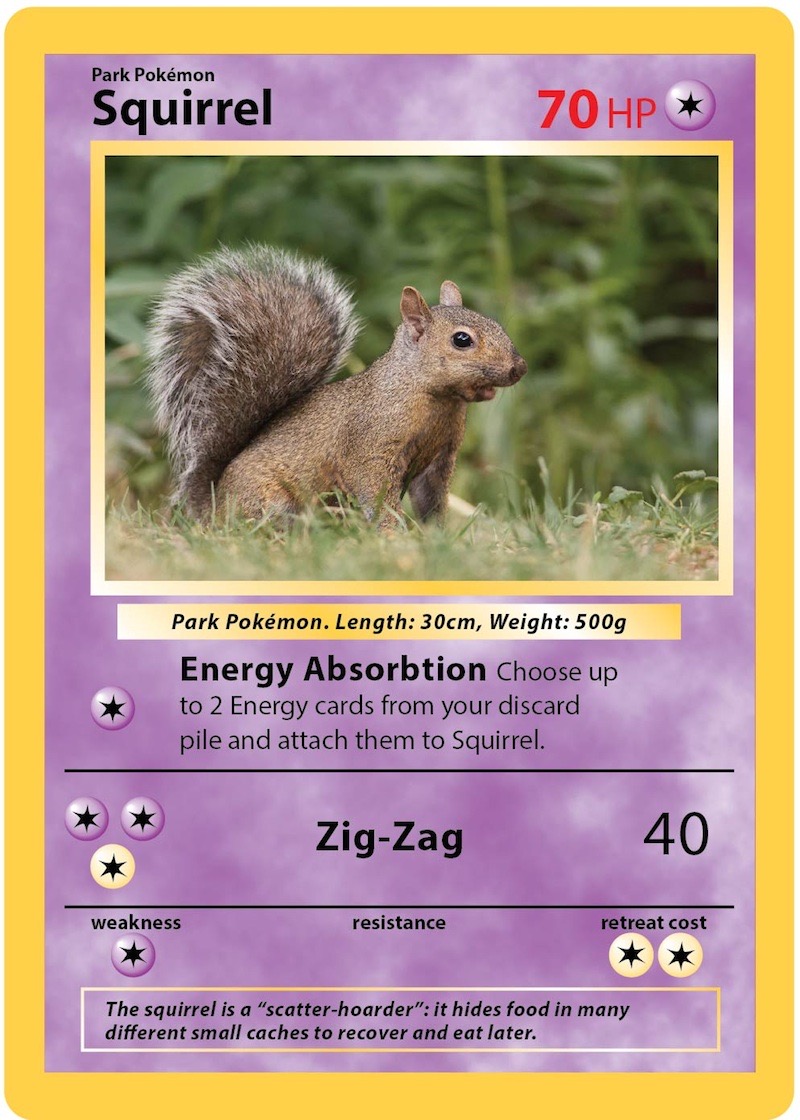 Park Pokémon
Squirrel
70 HP
Park Pokémon. Length: 30cm, Weight: 500g
Energy Absorbtion Choose up
to 2 Energy cards from your discard
pile and attach them to Squirrel.
Zig-Zag 40
weakness resistance retreat cost
The squirrel is a “scatter-hoarder”: it hides food in many
different small caches to recover and eat later.